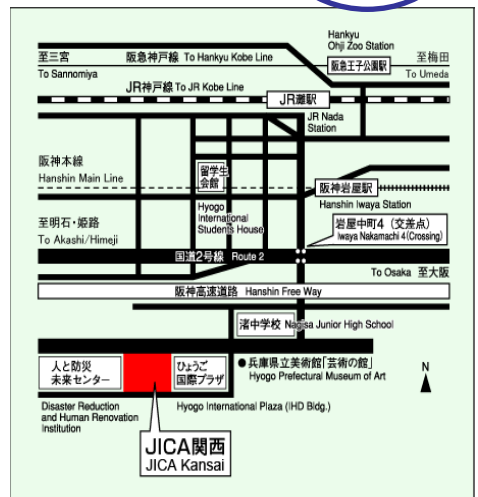 Hankyu
Ohji Zoo Station
至三宮
阪急神戸線 To Hankyu Kobe Line
阪急王子公園駅
至梅田
To Sannomiya
To Umeda
JR神戸線 To JR Kobe Line
JR灘駅
JR Nada
Station
阪神本線
Hanshin Main Line
留学生
会館
阪神岩屋駅
Hanshin Iwaya Station
Hyogo
International
Students House
至明石・姫路
To Akashi/Himeji
岩屋中町4（交差点）
Iwaya Nakamachi 4(Crossing)
国道2号線 Route 2
To Osaka 至大阪
阪神高速道路 Hanshin Free Way
渚中学校 Nagisa Junior High School
人と防災
未来センター
ひょうご
国際プラザ
●兵庫県立美術館「芸術の館」
Hyogo Prefectural Museum of Art
N
Disaster Reduction
and Human Renovation
Institution
Hyogo International Plaza (IHD Bldg.)
JICA関西
JICA Kansai